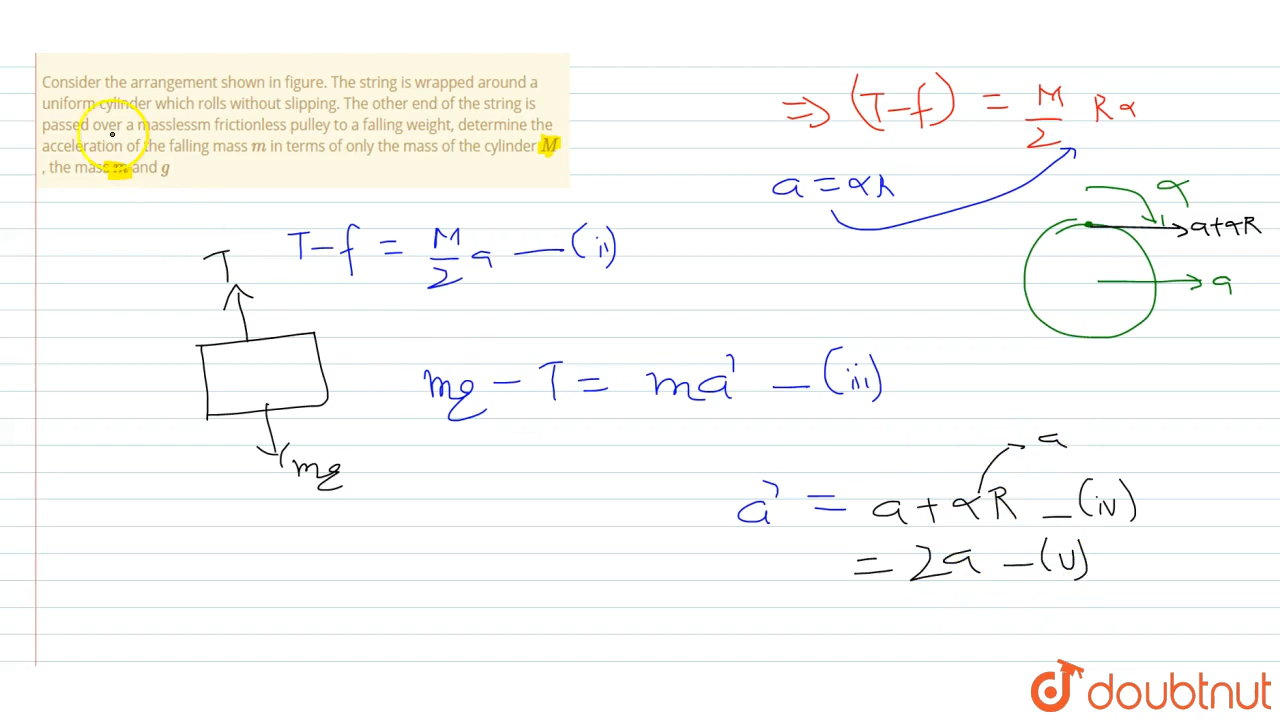 Consider the arrangement shown in figure. The string is wrapped around a
uniform cylinder which rolls without slipping. The other end of the string is
passed over a masslessm frictionless pulley to a falling weight, determine the
acceleration of the falling mass m in terms of only the mass of the cylinder M
, the mass m and g
=> (T-f) = M/2 Rα
a = αR
α
a+αR
a
T
T-f = M/2 a —(ii)
mg - T = ma' —(iii)
mg
a
a' = a+αR —(iv)
= 2a —(v)
doubtnut